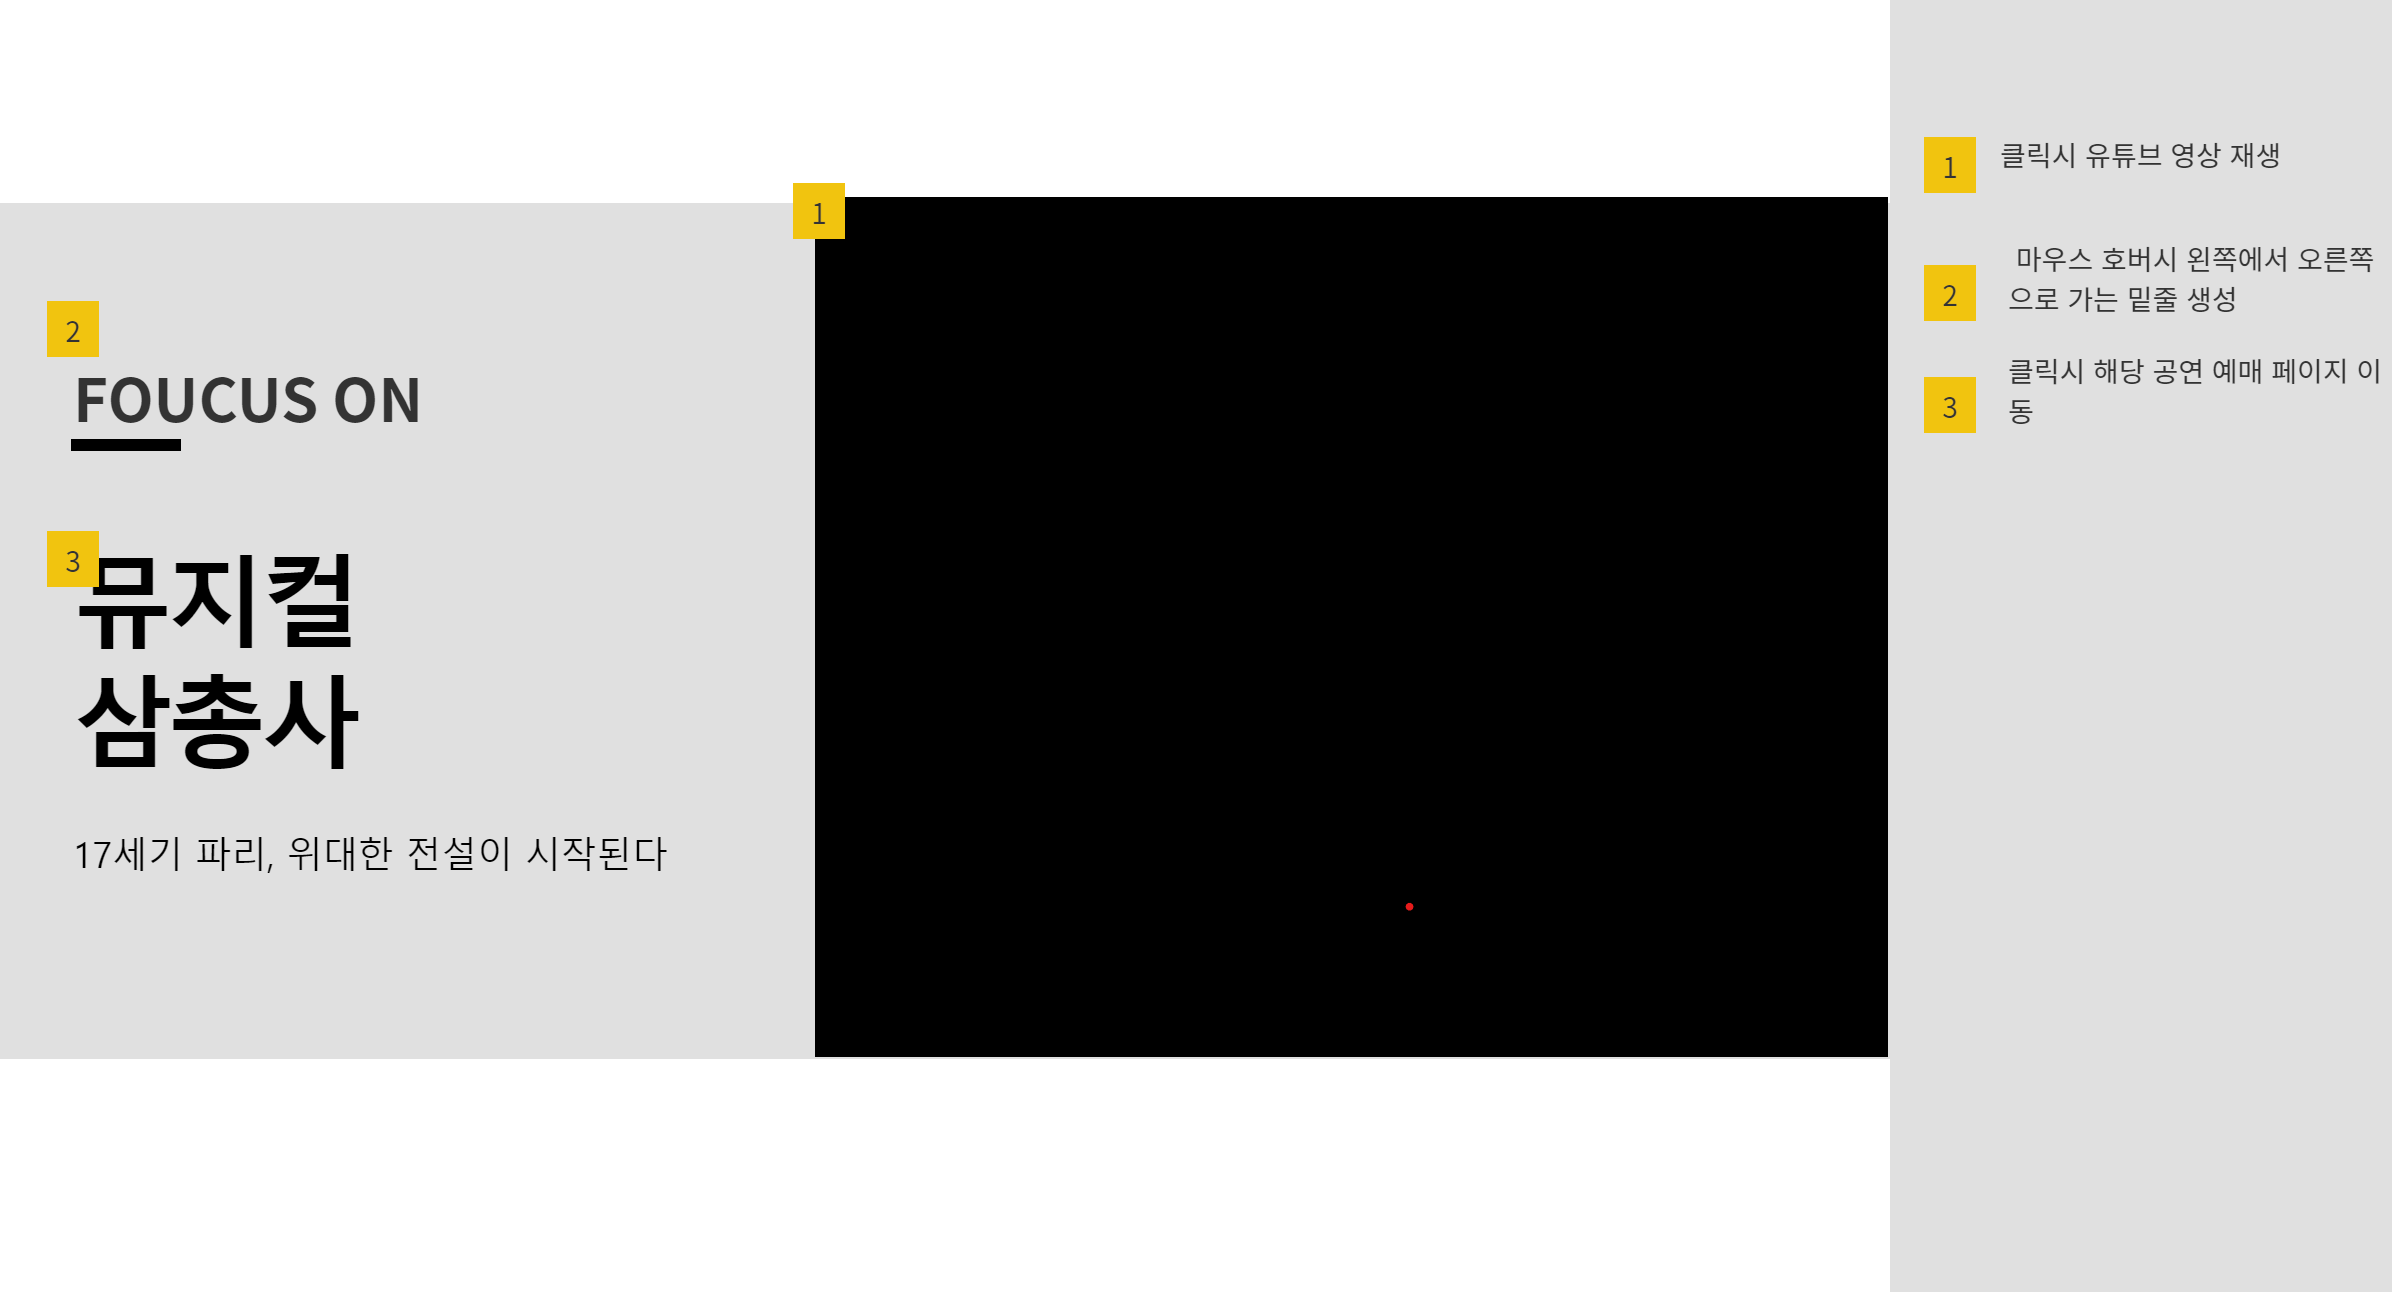 1
2
FOUCUS ON
3
뮤지컬
삼총사
17세기 파리, 위대한 전설이 시작된다
1
클릭시 유튜브 영상 재생
2
마우스 호버시 왼쪽에서 오른쪽
으로 가는 밑줄 생성
3
클릭시 해당 공연 예매 페이지 이
동